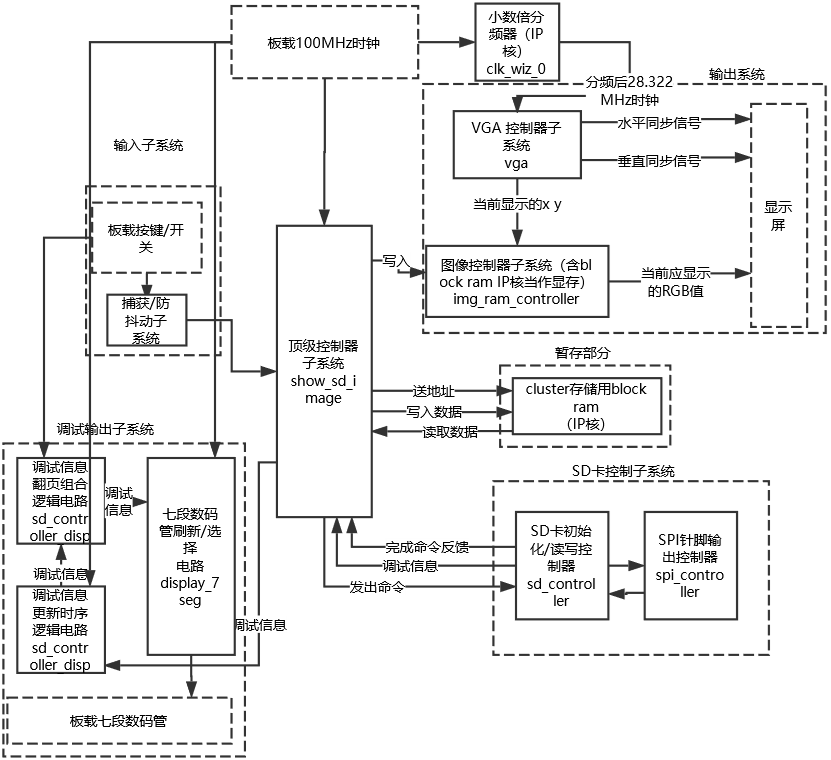 板载100MHz时钟
小数倍分
频器（IP
核）
clk_wiz_0
分频后28.322
MHz时钟
输出系统
VGA 控制器子
系统
vga
水平同步信号
垂直同步信号
显示
屏
当前显示的x y
写入
图像控制器子系统（含bl
ock ram IP核当作显存）
img_ram_controller
当前应显示
的RGB值
输入子系统
板载按键/开
关
捕获/防
抖动子
系统
顶级控制器
子系统
show_sd_i
mage
暂存部分
送地址
写入数据
读取数据
cluster存储用block
ram
（IP核）
SD卡控制子系统
完成命令反馈
调试信息
发出命令
SD卡初始
化/读写控
制器
sd_control
ler
SPI针脚输
出控制器
spi_contro
ller
调试输出子系统
调试信息
翻页组合
逻辑电路
sd_contr
oller_disp
调试
信息
七段数码
管刷新/选
择
电路
display_7
seg
调试信息
调试信息
更新时序
逻辑电路
sd_contr
oller_disp
调试信息
板载七段数码管